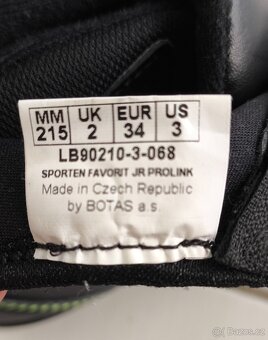 MM UK EUR US
215 2 34 3
LB90210-3-068
SPORTEN FAVORIT JR PROLINK
Made in Czech Republic
by BOTAS a.s.